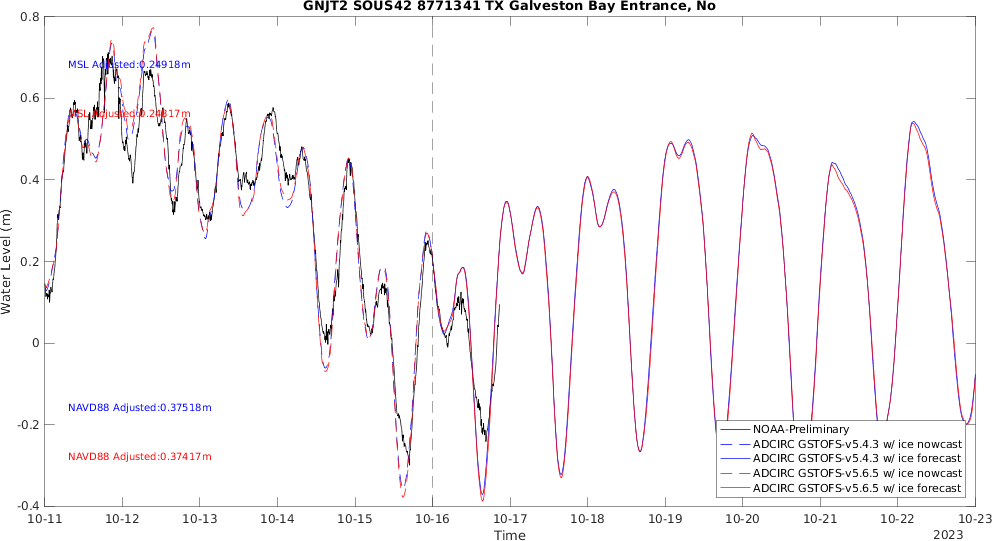 GNJT2 SOUS42 8771341 TX Galveston Bay Entrance, No
0.8
MSL Adjusted:0.24918m
0.6
MSL Adjusted:0.24817m
0.4
Water Level (m)
0.2
0
-0.2
NAVD88 Adjusted:0.37518m
NAVD88 Adjusted:0.37417m
-0.4
NOAA-Preliminary
ADCIRC GSTOFS-v5.4.3 w/ ice nowcast
ADCIRC GSTOFS-v5.4.3 w/ ice forecast
ADCIRC GSTOFS-v5.6.5 w/ ice nowcast
ADCIRC GSTOFS-v5.6.5 w/ ice forecast
10-11 10-12 10-13 10-14 10-15 10-16 10-17 10-18 10-19 10-20 10-21 10-22 10-23
Time
2023